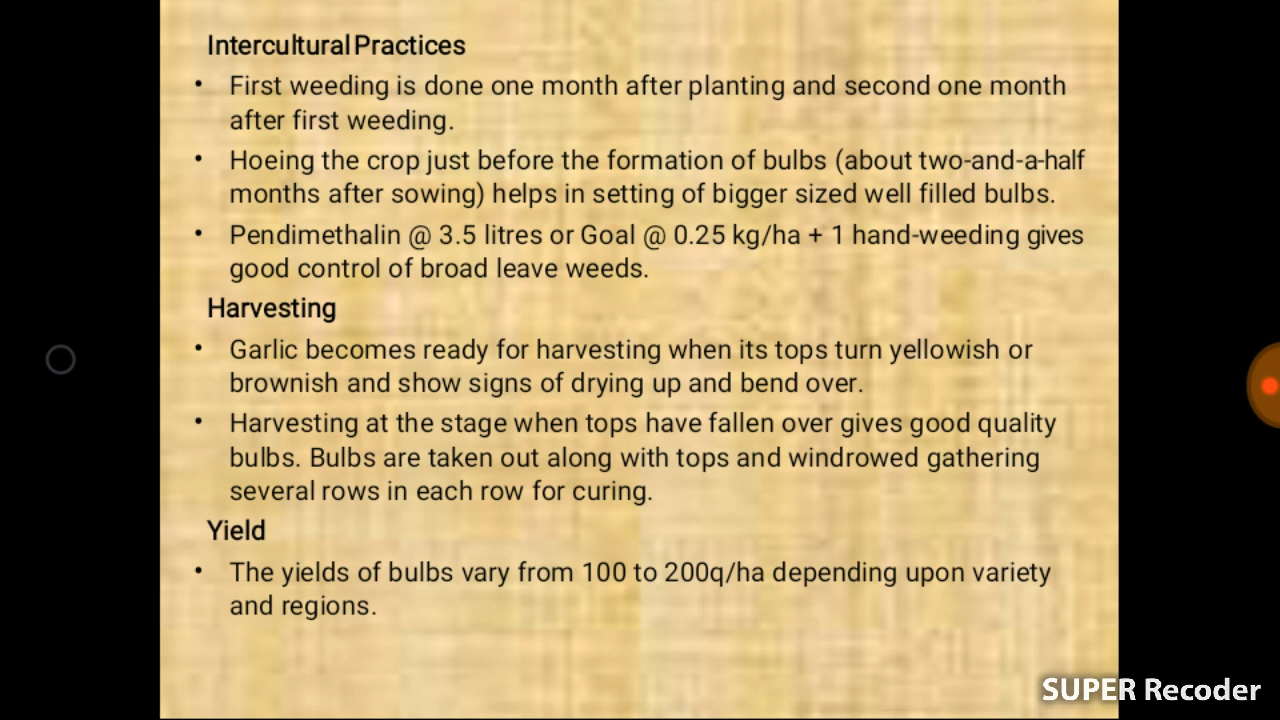 Intercultural Practices
• First weeding is done one month after planting and second one month
after first weeding.
• Hoeing the crop just before the formation of bulbs (about two-and-a-half
months after sowing) helps in setting of bigger sized well filled bulbs.
• Pendimethalin @ 3.5 litres or Goal @ 0.25 kg/ha + 1 hand-weeding gives
good control of broad leave weeds.
Harvesting
• Garlic becomes ready for harvesting when its tops turn yellowish or
brownish and show signs of drying up and bend over.
• Harvesting at the stage when tops have fallen over gives good quality
bulbs. Bulbs are taken out along with tops and windrowed gathering
several rows in each row for curing.
Yield
• The yields of bulbs vary from 100 to 200q/ha depending upon variety
and regions.
SUPER Recoder